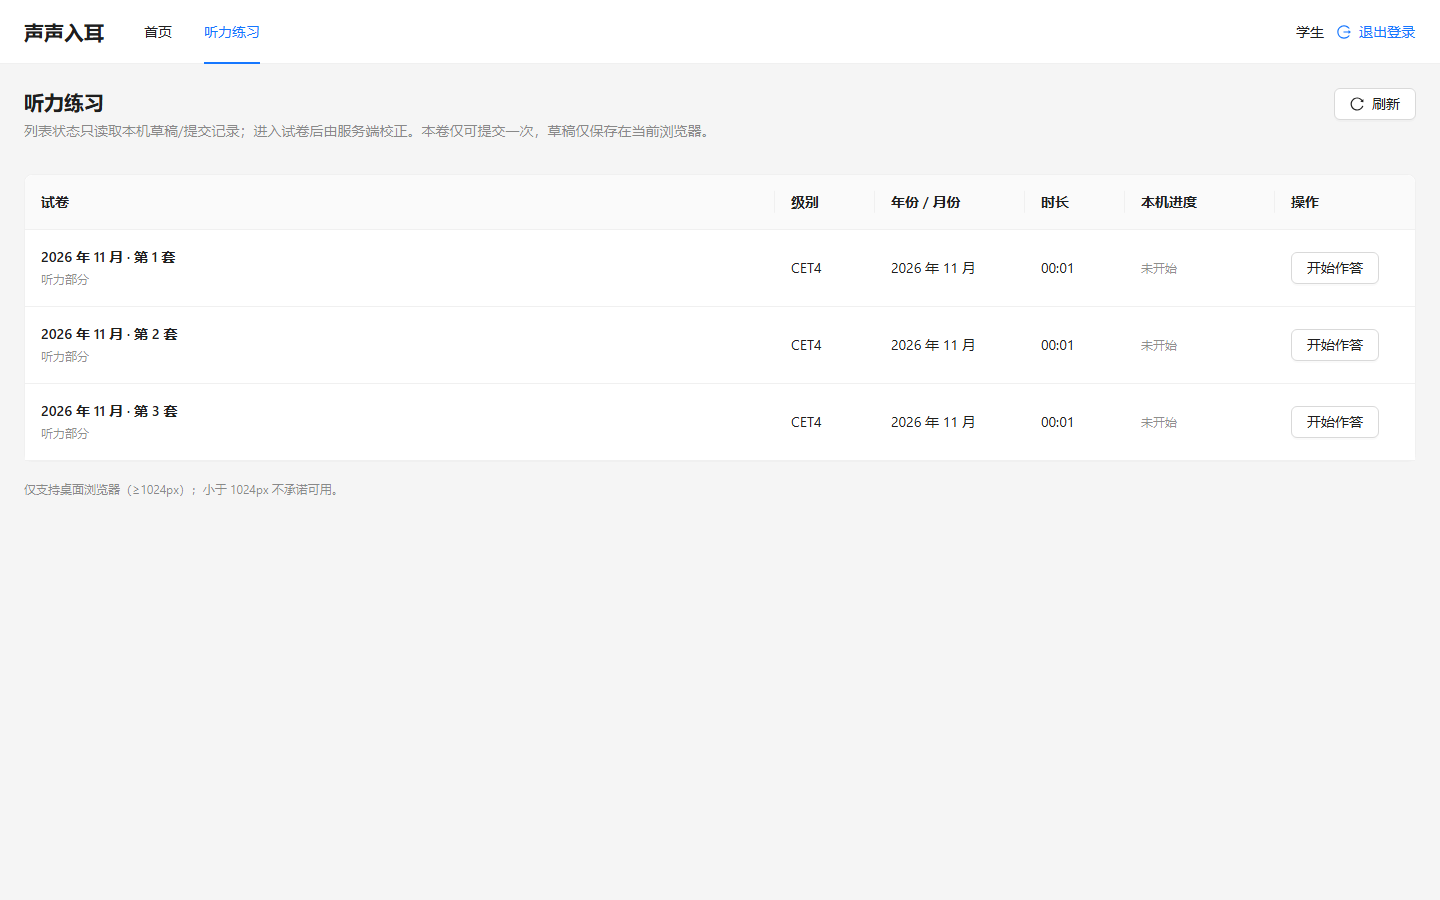 声声入耳 首页 听力练习 学生 退出登录
听力练习 刷新
列表状态只读取本机草稿/提交记录；进入试卷后由服务端校正。本卷仅可提交一次，草稿仅保存在当前浏览器。
试卷 级别 年份 / 月份 时长 本机进度 操作
2026 年 11 月 · 第 1 套
听力部分
CET4 2026 年 11 月 00:01 未开始 开始作答
2026 年 11 月 · 第 2 套
听力部分
CET4 2026 年 11 月 00:01 未开始 开始作答
2026 年 11 月 · 第 3 套
听力部分
CET4 2026 年 11 月 00:01 未开始 开始作答
仅支持桌面浏览器（≥1024px）；小于 1024px 不承诺可用。